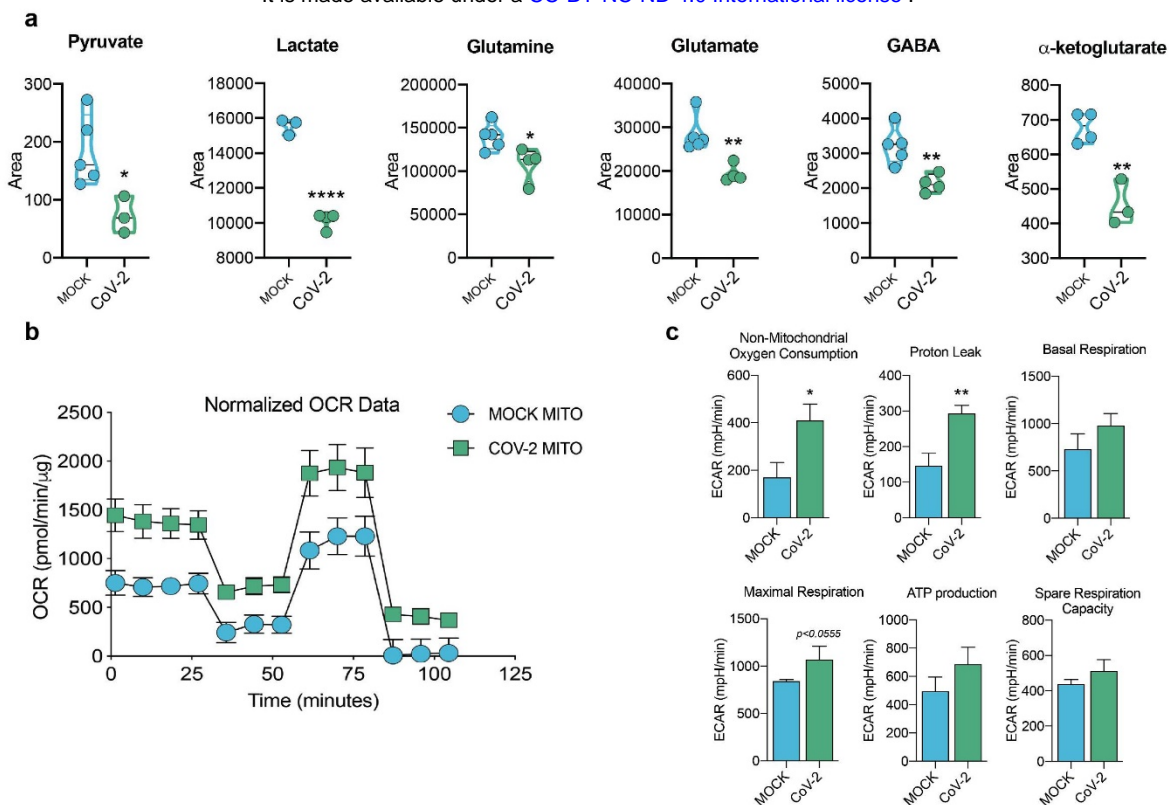 It is made available under a CC-BY-NC-ND 4.0 International license .
a
Pyruvate
Lactate
Glutamine
Glutamate
GABA
α-ketoglutarate
300
200
100
0
Area
*
MOCK
CoV-2
18000
16000
14000
12000
10000
8000
Area
****
MOCK
CoV-2
200000
150000
100000
50000
0
Area
*
MOCK
CoV-2
40000
30000
20000
10000
0
Area
**
MOCK
CoV-2
5000
4000
3000
2000
1000
0
Area
**
MOCK
CoV-2
800
700
600
500
400
300
Area
**
MOCK
CoV-2
b
Normalized OCR Data
MOCK MITO
COV-2 MITO
OCR (pmol/min/µg)
2500
2000
1500
1000
500
0
0
25
50
75
100
125
Time (minutes)
c
Non-Mitochondrial
Oxygen Consumption
ECAR (mpH/min)
600
400
200
0
*
MOCK
CoV-2
Proton Leak
ECAR (mpH/min)
400
300
200
100
0
**
MOCK
CoV-2
Basal Respiration
ECAR (mpH/min)
1500
1000
500
0
MOCK
CoV-2
Maximal Respiration
ECAR (mpH/min)
1500
1000
500
0
p<0.0555
MOCK
CoV-2
ATP production
ECAR (mpH/min)
1000
800
600
400
200
0
MOCK
CoV-2
Spare Respiration
Capacity
ECAR (mpH/min)
800
600
400
200
0
MOCK
CoV-2